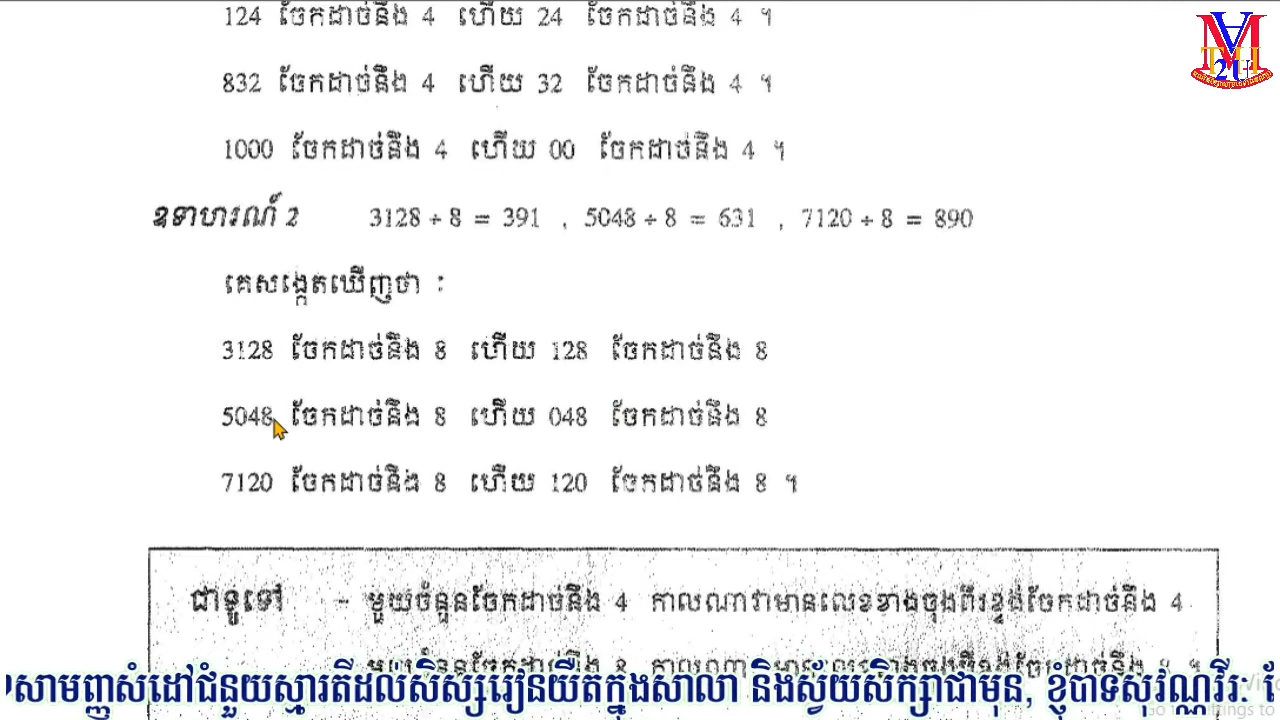 124 ចែកដាច់នឹង 4 ហើយ 24 ចែកដាច់នឹង 4 ។
832 ចែកដាច់នឹង 4 ហើយ 32 ចែកដាច់នឹង 4 ។
1000 ចែកដាច់នឹង 4 ហើយ 00 ចែកដាច់នឹង 4 ។
ឧទាហរណ៍ 2 3128 ÷ 8 = 391 , 5048 ÷ 8 = 631 , 7120 ÷ 8 = 890
គេសង្កេតឃើញថា :
3128 ចែកដាច់នឹង 8 ហើយ 128 ចែកដាច់នឹង 8
5048 ចែកដាច់នឹង 8 ហើយ 048 ចែកដាច់នឹង 8
7120 ចែកដាច់នឹង 8 ហើយ 120 ចែកដាច់នឹង 8 ។
ជាទូទៅ - មួយចំនួនចែកដាច់នឹង 4 កាលណាវាមានលេខខាងចុងពីរខ្ទង់ចែកដាច់នឹង 4
សាមញ្ញសំដៅជំនួយស្មារតីដល់សិស្សរៀនយឺតក្នុងសាលា និងស្វ័យសិក្សាជាមុន, ខ្ញុំបាទសុវណ្ណវីរៈ